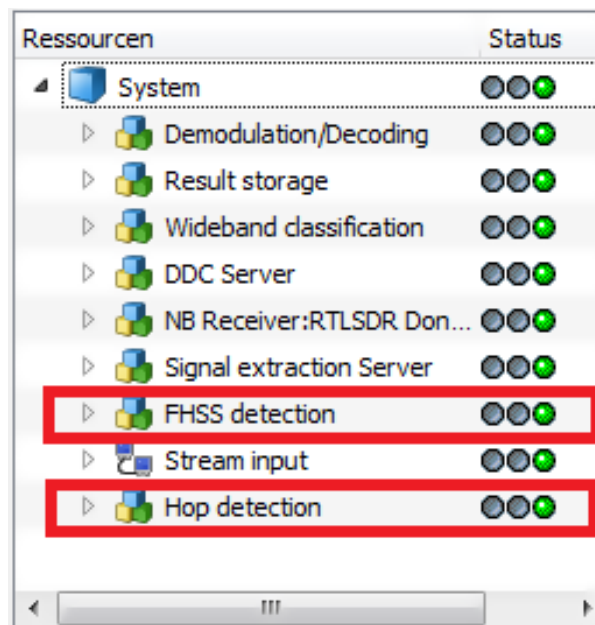 Ressourcen Status
System
Demodulation/Decoding
Result storage
Wideband classification
DDC Server
NB Receiver:RTLSDR Don...
Signal extraction Server
FHSS detection
Stream input
Hop detection